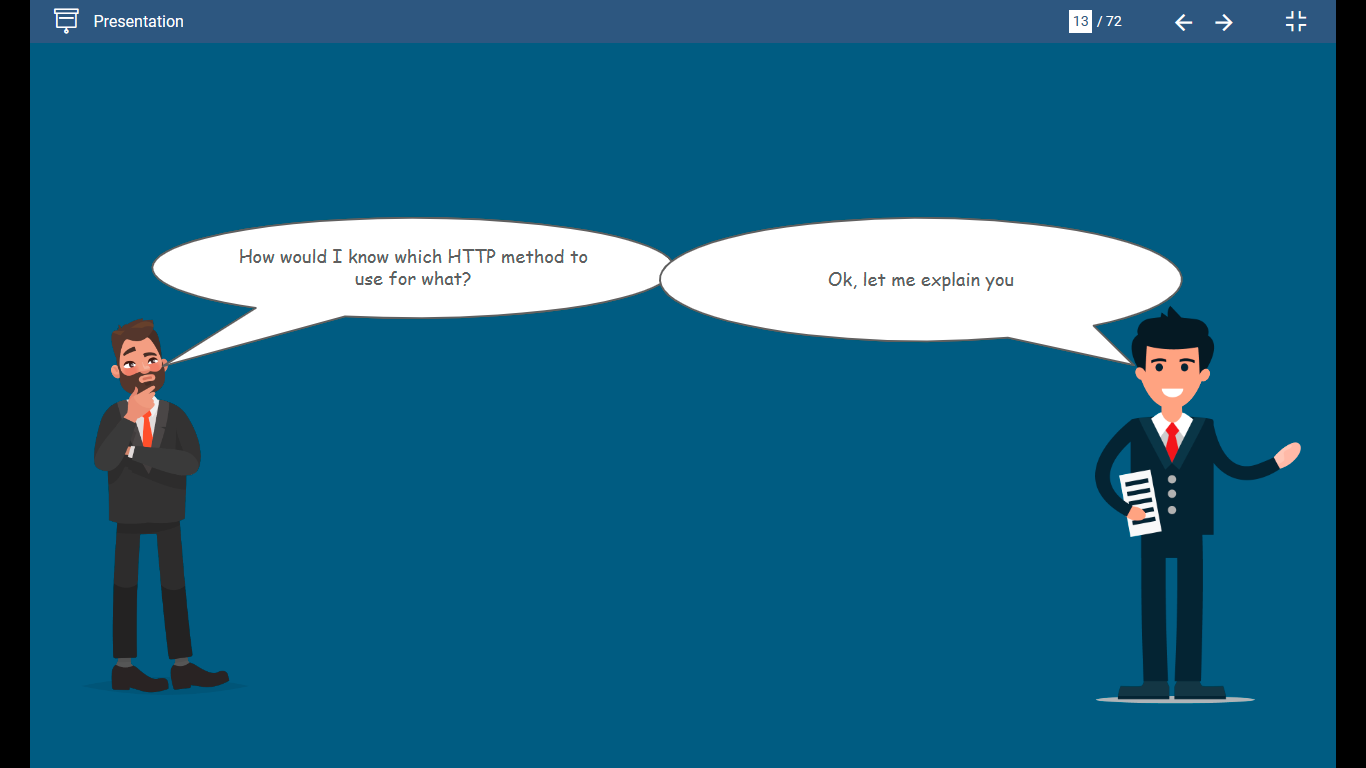 Presentation
13 / 72
How would I know which HTTP method to
use for what?
Ok, let me explain you